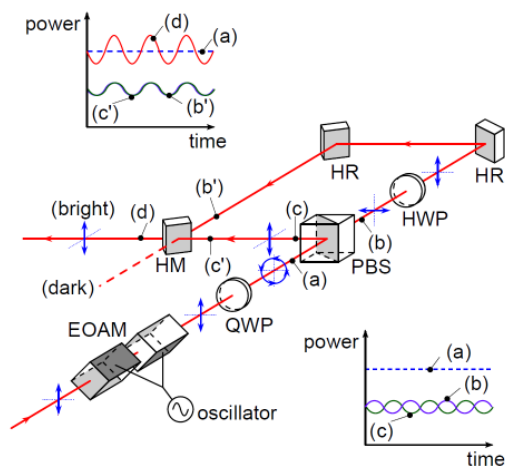 power
(d)
(a)
(c')
(b')
time
HR
HR
(b')
HWP
(bright)
(d)
(c)
(b)
HM
(c')
PBS
(a)
(dark)
EOAM
QWP
oscillator
power
(a)
(b)
(c)
time